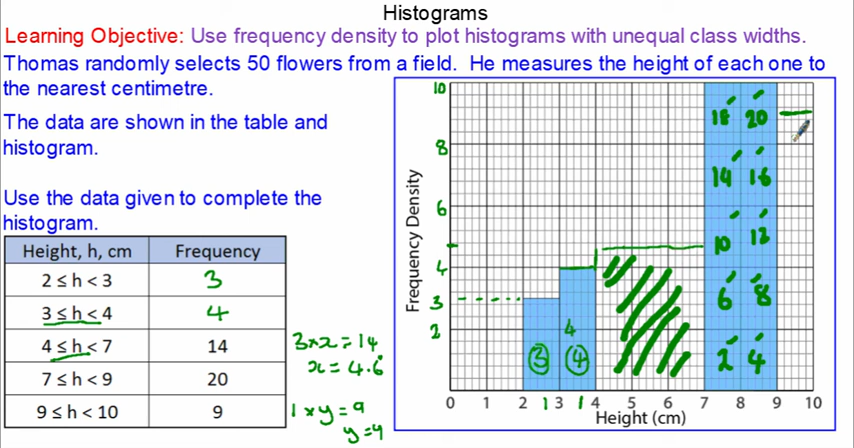 Histograms
Learning Objective: Use frequency density to plot histograms with unequal class widths.
Thomas randomly selects 50 flowers from a field. He measures the height of each one to
the nearest centimetre.
The data are shown in the table and
histogram.
Use the data given to complete the
histogram.
Height, h, cm Frequency
2 ≤ h < 3 3
3 ≤ h < 4 4
4 ≤ h < 7 14
7 ≤ h < 9 20
9 ≤ h < 10 9
3 × x = 14
x = 4.6̇
1 × y = 9
y = 9
Frequency Density
10
8
6
4
3
2
18 20
14 16
10 12
6 8
2 4
4
3 4
0 1 2 3 4 5 6 7 8 9 10
1 1
Height (cm)